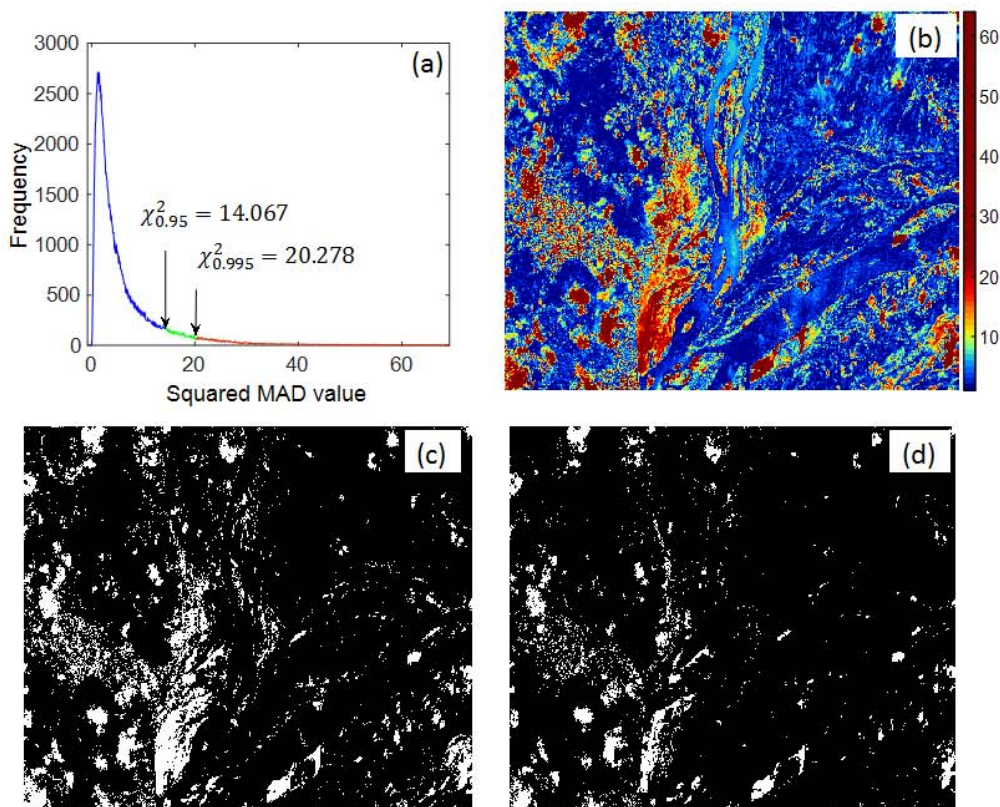 (a)
3000
2500
2000
1500
1000
500
0
Frequency
χ²₀.₉₅ = 14.067
χ²₀.₉₉₅ = 20.278
0 20 40 60
Squared MAD value
(b)
60
50
40
30
20
10
(c)
(d)